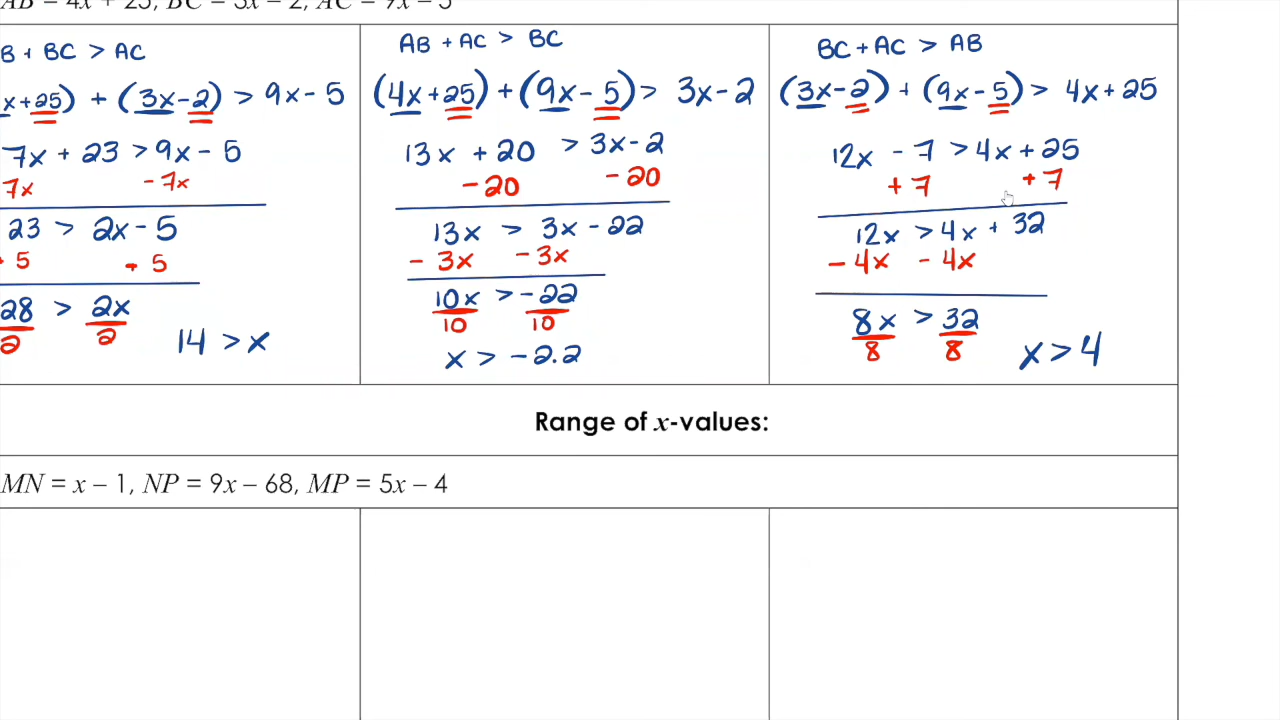 AB = 4x + 25, BC = 3x – 2, AC = 9x – 5
B + BC > AC
x+25) + (3x-2) > 9x-5
7x + 23 > 9x - 5
7x - 7x
23 > 2x - 5
+ 5 + 5
28 > 2x
2 2
14 > x
AB + AC > BC
(4x+25) + (9x-5) > 3x-2
13x + 20 > 3x-2
-20 -20
13x > 3x - 22
- 3x - 3x
10x > -22
10 10
x > -2.2
BC + AC > AB
(3x-2) + (9x-5) > 4x+25
12x - 7 > 4x + 25
+ 7 + 7
12x > 4x + 32
- 4x - 4x
8x > 32
8 8
x > 4
Range of x-values:
MN = x – 1, NP = 9x – 68, MP = 5x – 4